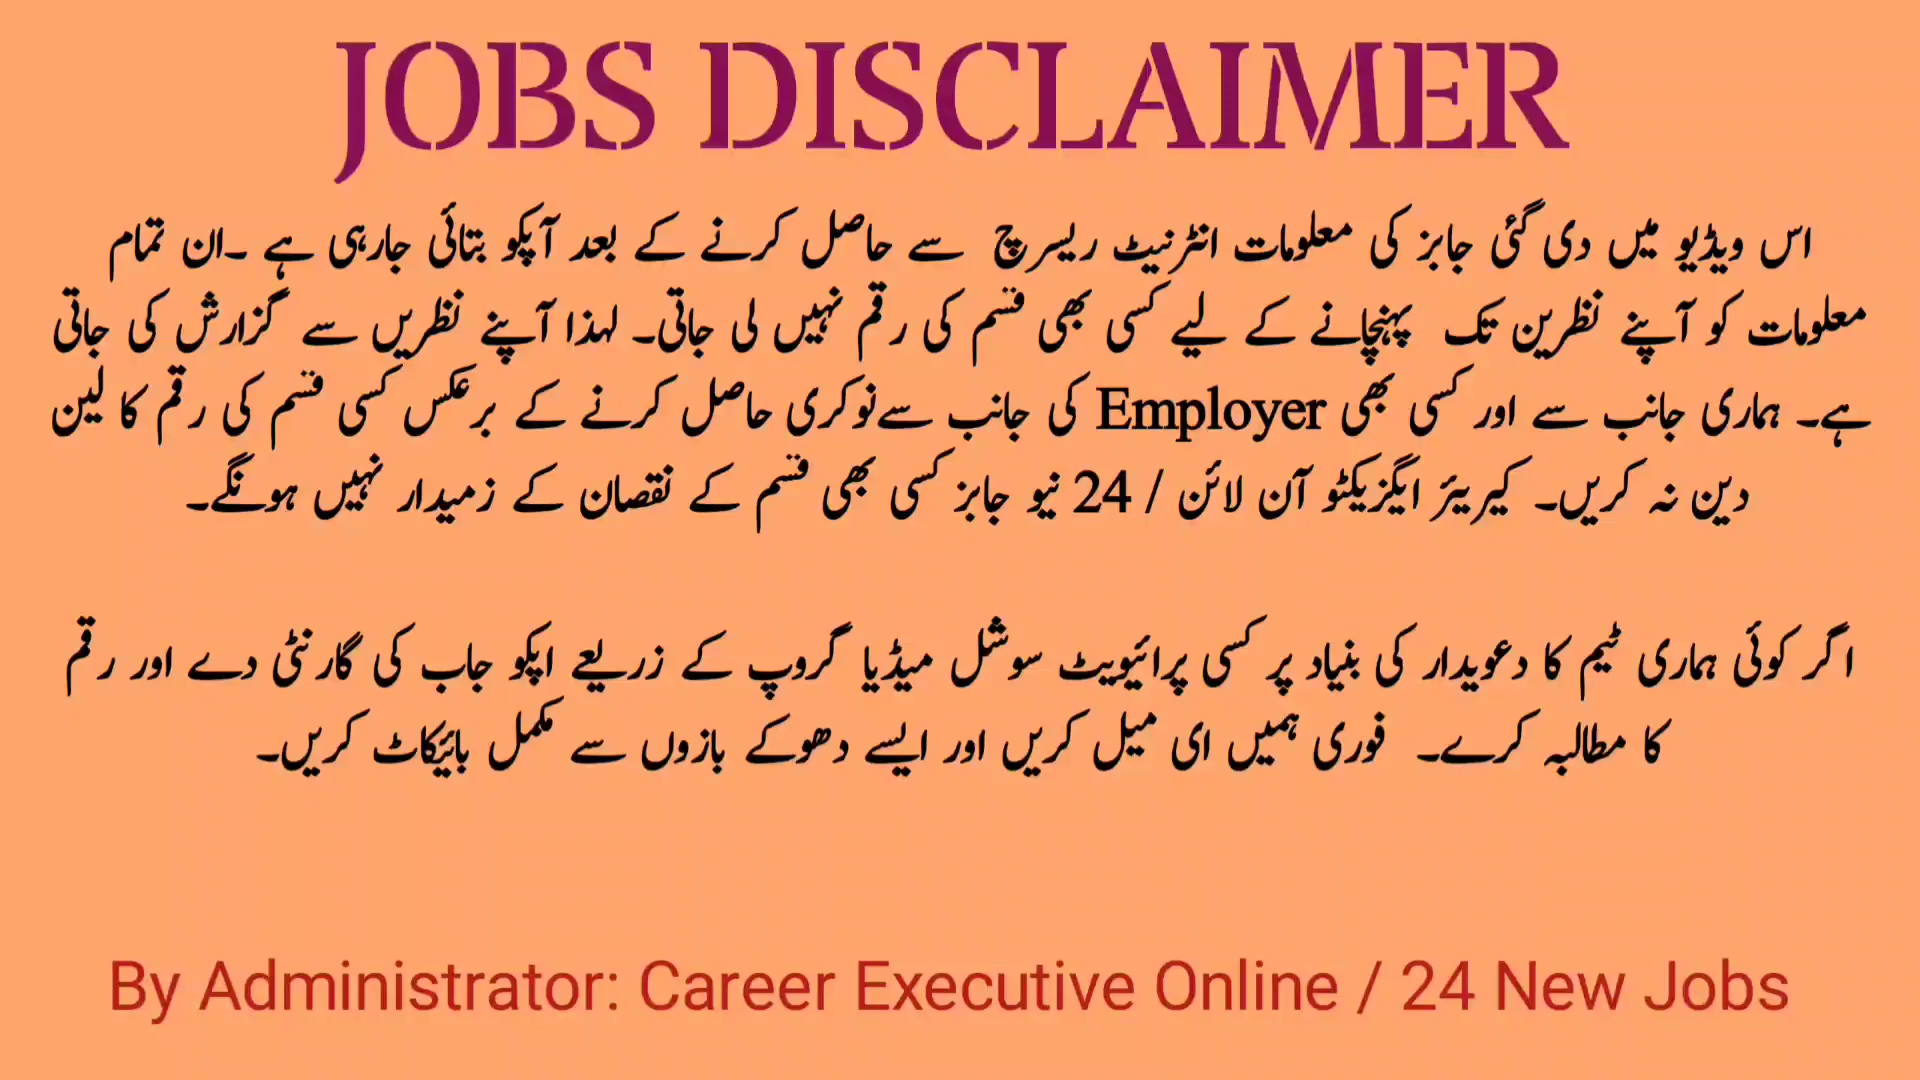 JOBS DISCLAIMER
اس ویڈیو میں دی گئی جابز کی معلومات انٹرنیٹ ریسرچ سے حاصل کرنے کے بعد آپکو بتائی جارہی ہے ۔ان تمام
معلومات کو آپنے نظرین تک پہنچانے کے لیے کسی بھی قسم کی رقم نہیں لی جاتی۔ لہذا آپنے نظریں سے گزارش کی جاتی
ہے۔ ہماری جانب سے اور کسی بھی Employer کی جانب سےنوکری حاصل کرنے کے برعکس کسی قسم کی رقم کا لین
دین نہ کریں۔ کیریئر ایگزیکٹو آن لائن / 24 نیو جابز کسی بھی قسم کے نقصان کے زمیدار نہیں ہونگے۔
اگر کوئی ہماری ٹیم کا دعویدار کی بنیاد پر کسی پرائیویٹ سوشل میڈیا گروپ کے زریعے اپکو جاب کی گارنٹی دے اور رقم
کا مطالبہ کرے۔ فوری ہمیں ای میل کریں اور ایسے دھوکے بازوں سے مکمل بائیکاٹ کریں۔
By Administrator: Career Executive Online / 24 New Jobs